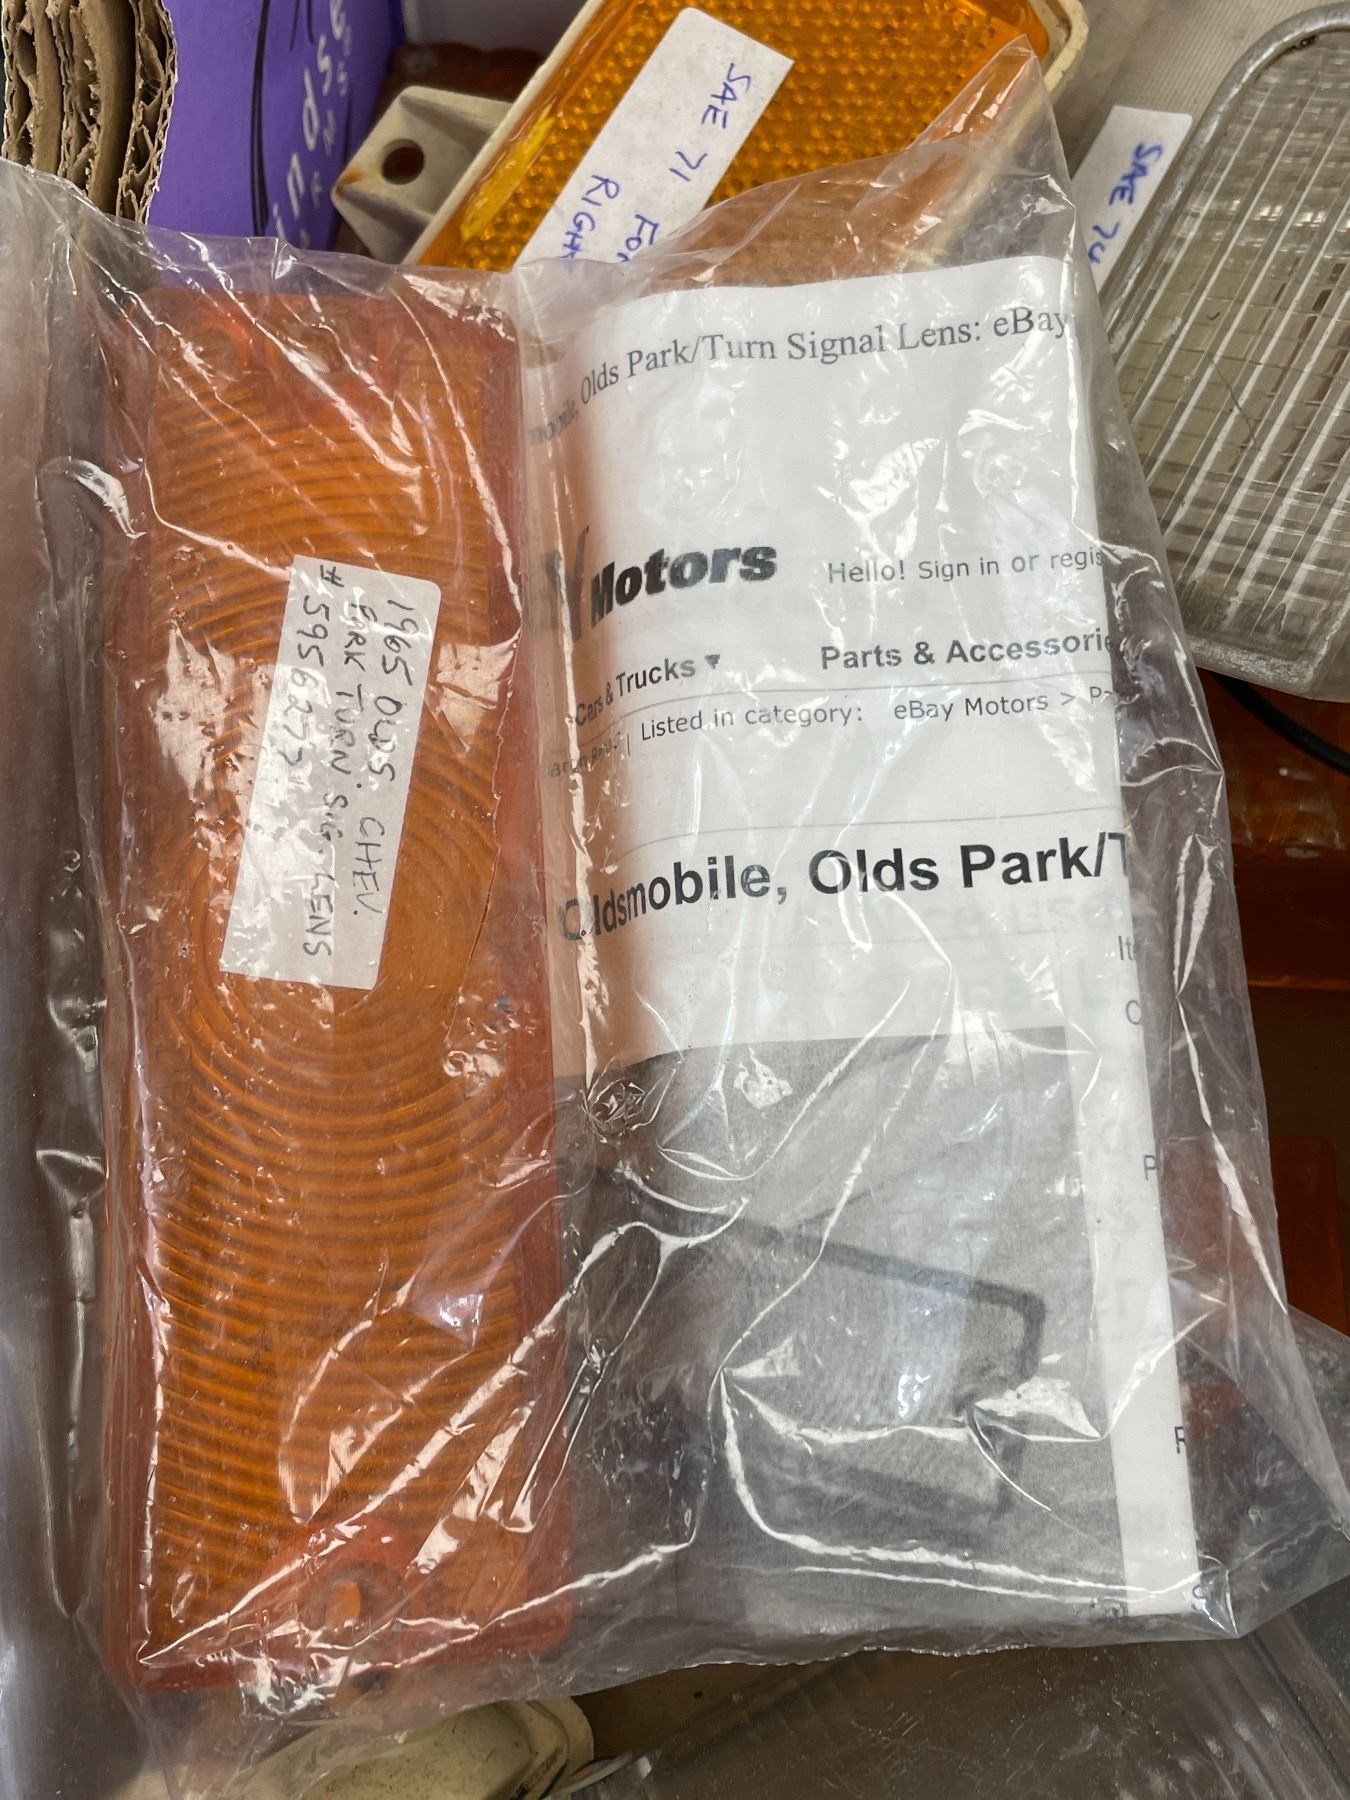 SAE 71
FOR
RIGHT
SAE 74
Olds Park/Turn Signal Lens: eBay
Y Motors
Hello! Sign in or regis
Cars & Trucks ▼
Parts & Accessorie
Listed in category: eBay Motors > P
Oldsmobile, Olds Park/T
1965 OLDS. CHEV.
PARK TURN SIG. LENS
# 5956277